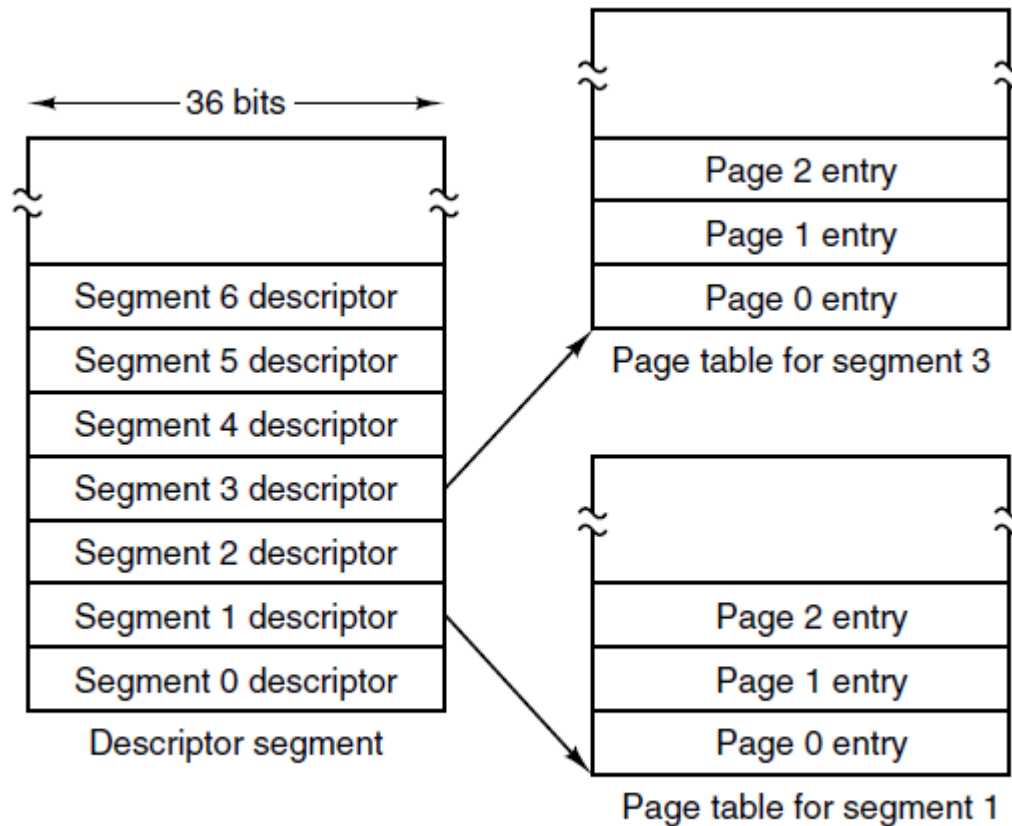 36 bits
Segment 6 descriptor
Segment 5 descriptor
Segment 4 descriptor
Segment 3 descriptor
Segment 2 descriptor
Segment 1 descriptor
Segment 0 descriptor
Descriptor segment
Page 2 entry
Page 1 entry
Page 0 entry
Page table for segment 3
Page 2 entry
Page 1 entry
Page 0 entry
Page table for segment 1